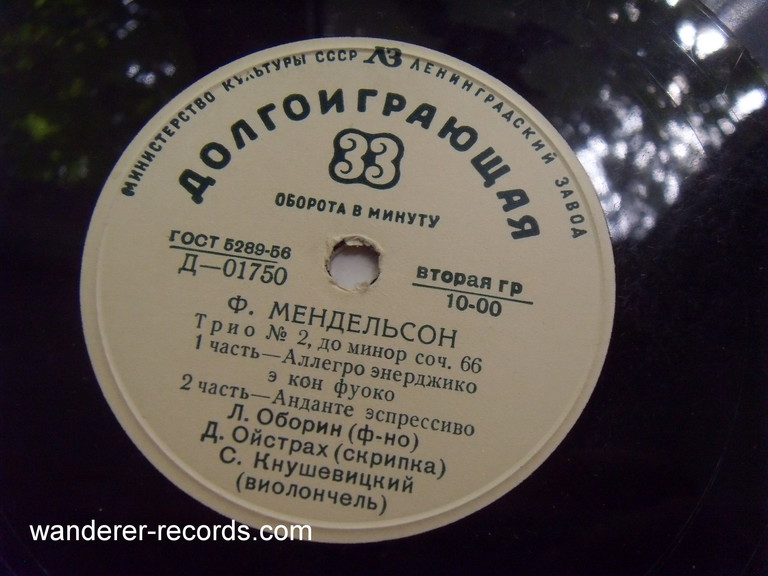 МИНИСТЕРСТВО КУЛЬТУРЫ СССР ЛЗ ЛЕНИНГРАДСКИЙ ЗАВОД
ДОЛГОИГРАЮЩАЯ
33
ОБОРОТА В МИНУТУ
ГОСТ 5289-56
Д—01750
вторая гр
10-00
Ф. МЕНДЕЛЬСОН
Трио № 2, до минор соч. 66
1 часть—Аллегро энерджико
э кон фуоко
2 часть—Анданте эспрессиво
Л. Оборин (ф-но)
Д. Ойстрах (скрипка)
С. Кнушевицкий
(виолончель)
wanderer-records.com